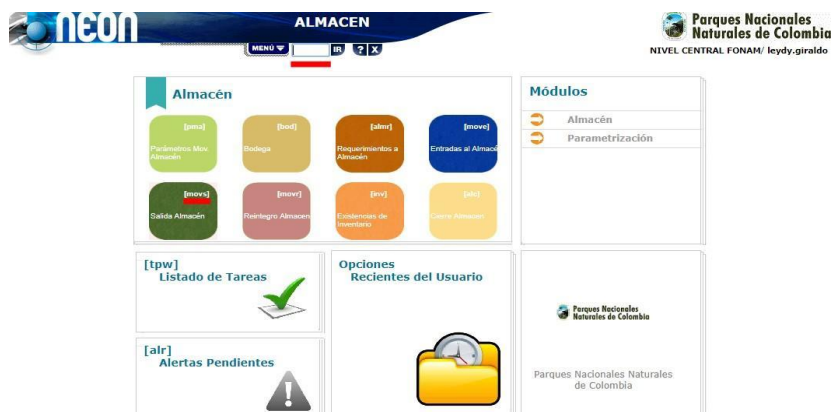 neon
ALMACEN
Parques Nacionales
Naturales de Colombia
NIVEL CENTRAL FONAM/ leydy.giraldo
MENÚ
IR
?
X
Almacén
[pma]
Parámetros Mov.
Almacén
[bod]
Bodega
[almr]
Requerimientos a
Almacén
[move]
Entradas al Almacé
[movs]
Salida Almacén
[movr]
Reintegro Almacen
[inv]
Existencias de
Inventario
Cierre Almacen
Módulos
Almacén
Parametrización
[tpw]
Listado de Tareas
Opciones
Recientes del Usuario
[alr]
Alertas Pendientes
Parques Nacionales
Naturales de Colombia
Parques Nacionales Naturales
de Colombia